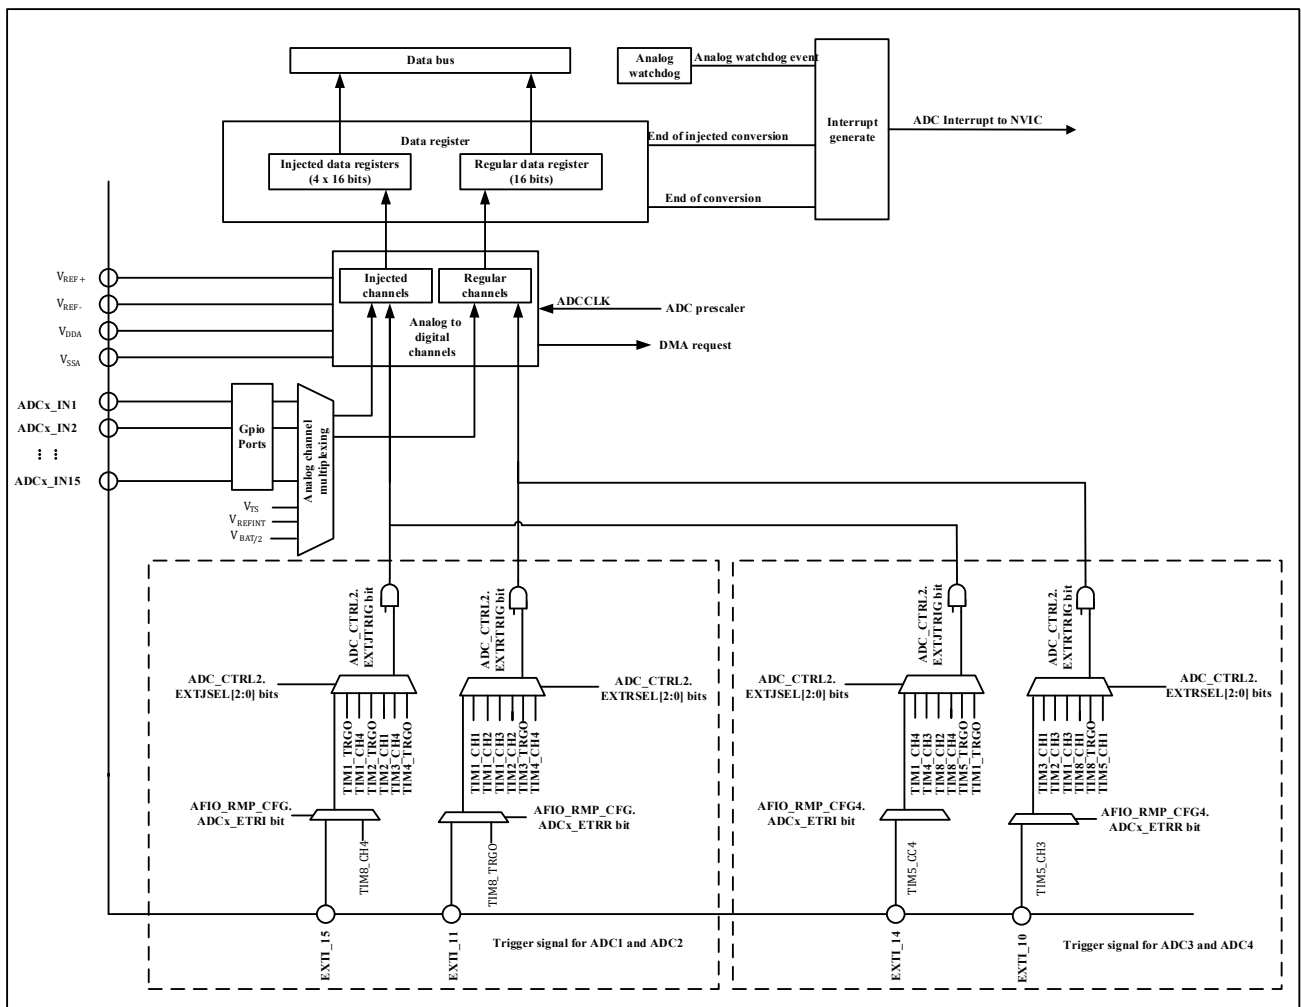 Data bus
Analog
watchdog
Analog watchdog event
Interrupt
generate
ADC Interrupt to NVIC
Data register
End of injected conversion
Injected data registers
(4 x 16 bits)
Regular data register
(16 bits)
End of conversion
VREF+
VREF-
VDDA
VSSA
Injected
channels
Regular
channels
Analog to
digital
channels
ADCCLK
ADC prescaler
DMA request
ADCx_IN1
ADCx_IN2
ADCx_IN15
Gpio
Ports
Analog channel
multiplexing
VTS
VREFINT
VBAT/2
ADC_CTRL2.
EXTJTRIG bit
ADC_CTRL2.
EXTRTRIG bit
ADC_CTRL2.
EXTJTRIG bit
ADC_CTRL2.
EXTRTRIG bit
ADC_CTRL2.
EXTJSEL[2:0] bits
ADC_CTRL2.
EXTRSEL[2:0] bits
ADC_CTRL2.
EXTJSEL[2:0] bits
ADC_CTRL2.
EXTRSEL[2:0] bits
TIM1_TRGO
TIM1_CH4
TIM2_TRGO
TIM2_CH1
TIM3_CH4
TIM4_TRGO
TIM1_CH1
TIM1_CH2
TIM1_CH3
TIM2_CH2
TIM3_TRGO
TIM4_CH4
TIM1_CH4
TIM4_CH3
TIM8_CH2
TIM8_CH4
TIM5_TRGO
TIM1_TRGO
TIM3_CH1
TIM2_CH3
TIM1_CH3
TIM8_CH1
TIM8_TRGO
TIM5_CH1
AFIO_RMP_CFG.
ADCx_ETRI bit
AFIO_RMP_CFG.
ADCx_ETRR bit
AFIO_RMP_CFG4.
ADCx_ETRI bit
AFIO_RMP_CFG4.
ADCx_ETRR bit
TIM8_CH4
TIM8_TRGO
TIM5_CC4
TIM5_CH3
EXTI_15
EXTI_11
Trigger signal for ADC1 and ADC2
EXTI_14
EXTI_10
Trigger signal for ADC3 and ADC4